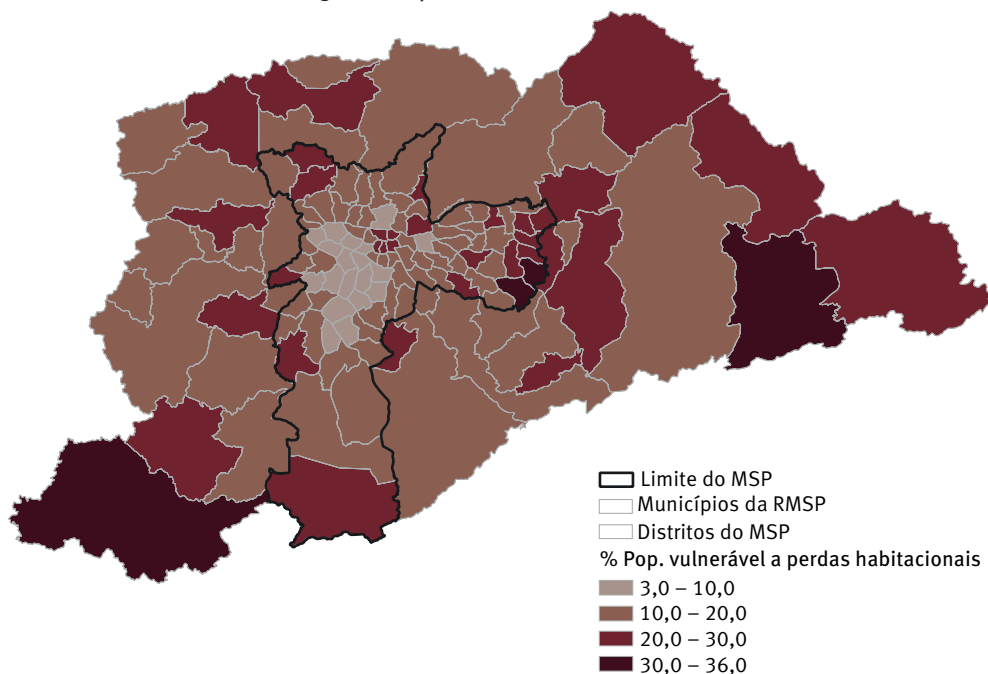 Limite do MSP
Municípios da RMSP
Distritos do MSP
% Pop. vulnerável a perdas habitacionais
3,0 – 10,0
10,0 – 20,0
20,0 – 30,0
30,0 – 36,0